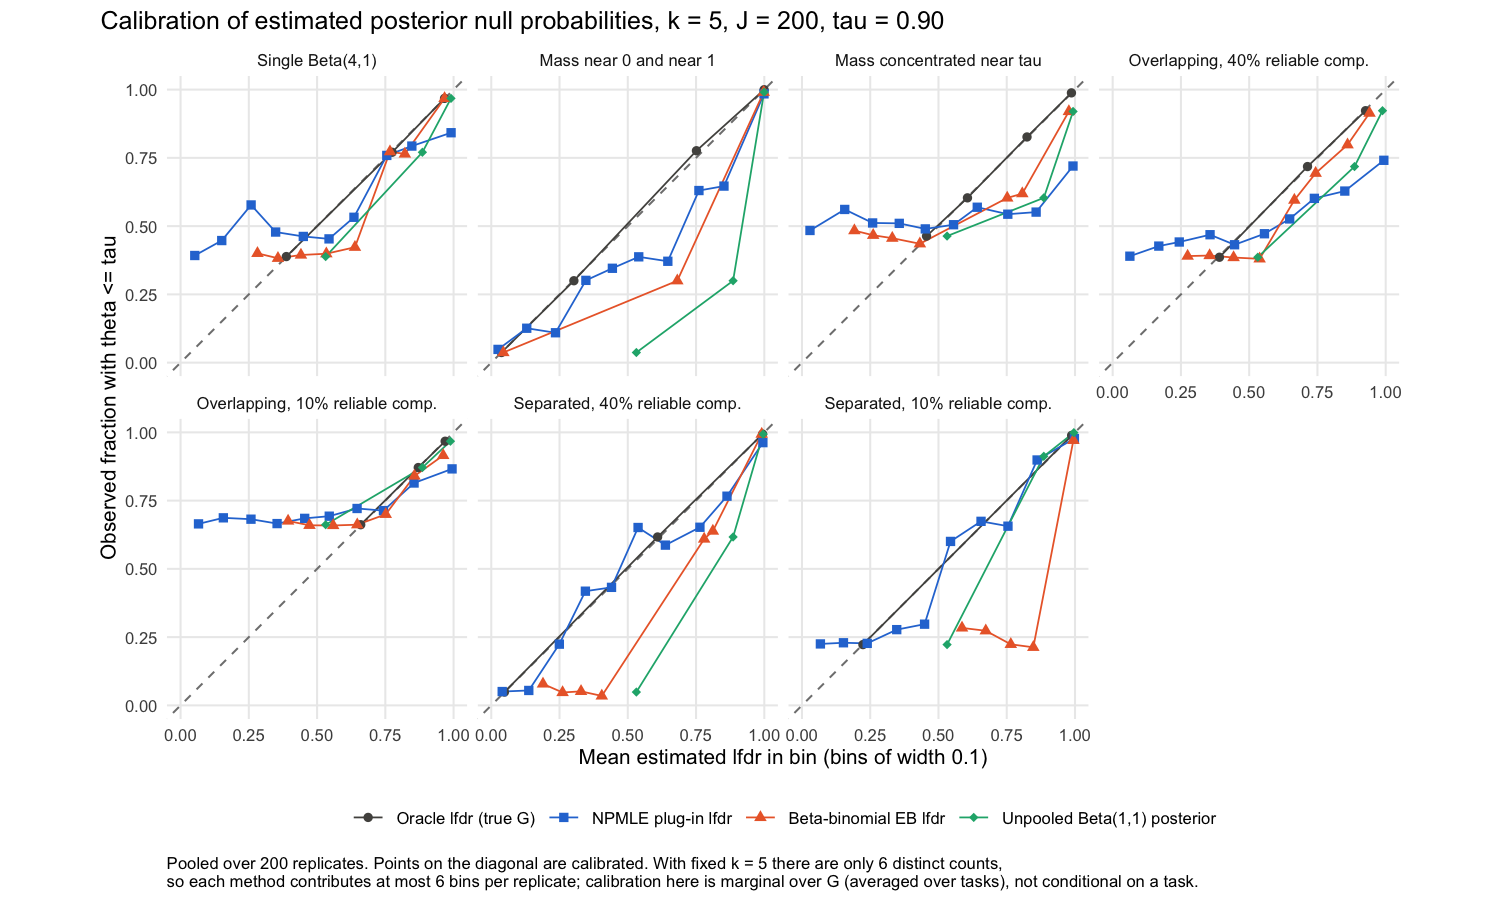 Calibration of estimated posterior null probabilities, k = 5, J = 200, tau = 0.90
Single Beta(4,1)
Mass near 0 and near 1
Mass concentrated near tau
Overlapping, 40% reliable comp.
1.00
0.75
0.50
0.25
0.00
0.00 0.25 0.50 0.75 1.00
Observed fraction with theta <= tau
Overlapping, 10% reliable comp.
Separated, 40% reliable comp.
Separated, 10% reliable comp.
1.00
0.75
0.50
0.25
0.00
0.00 0.25 0.50 0.75 1.00
0.00 0.25 0.50 0.75 1.00
0.00 0.25 0.50 0.75 1.00
Mean estimated lfdr in bin (bins of width 0.1)
Oracle lfdr (true G)
NPMLE plug-in lfdr
Beta-binomial EB lfdr
Unpooled Beta(1,1) posterior
Pooled over 200 replicates. Points on the diagonal are calibrated. With fixed k = 5 there are only 6 distinct counts,
so each method contributes at most 6 bins per replicate; calibration here is marginal over G (averaged over tasks), not conditional on a task.